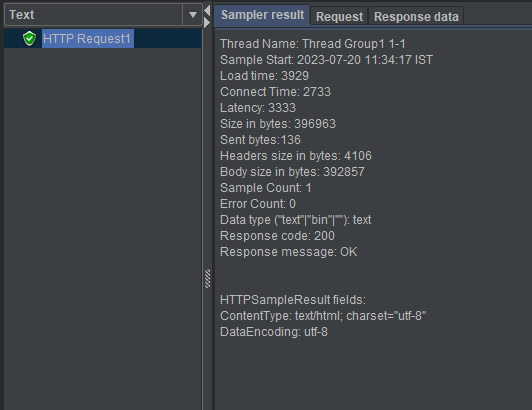 Text
HTTP Request1
Sampler result
Request
Response data
Thread Name: Thread Group1 1-1
Sample Start: 2023-07-20 11:34:17 IST
Load time: 3929
Connect Time: 2733
Latency: 3333
Size in bytes: 396963
Sent bytes:136
Headers size in bytes: 4106
Body size in bytes: 392857
Sample Count: 1
Error Count: 0
Data type ("text"|"bin"|""): text
Response code: 200
Response message: OK
HTTPSampleResult fields:
ContentType: text/html; charset="utf-8"
DataEncoding: utf-8